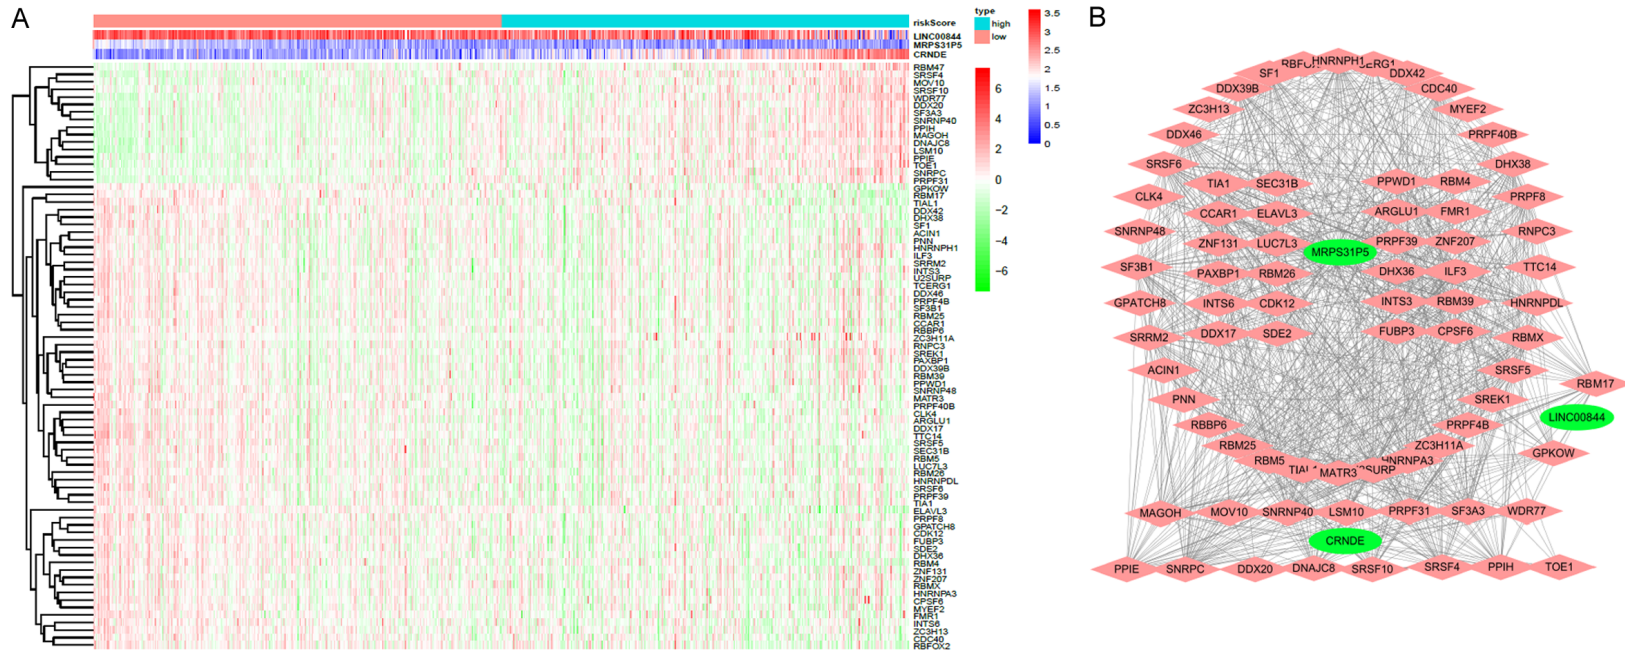 A
riskScore
LINC00844
MRPS31P5
CRNDE
type
high
low
3.5
3
2.5
2
1.5
1
0.5
0
6
4
2
0
−2
−4
−6
RBM47
SRSF4
MOV10
SRSF10
WDR77
DDX20
SF3A3
SNRNP40
PPIH
MAGOH
DNAJC8
LSM10
PPIE
TOE1
SNRPC
PRPF31
GPKOW
RBM17
TIAL1
DDX42
DHX38
SF1
ACIN1
PNN
HNRNPH1
ILF3
SRRM2
INTS3
U2SURP
TCERG1
DDX46
PRPF4B
SF3B1
RBM25
CCAR1
RBBP6
ZC3H11A
RNPC3
SREK1
PAXBP1
DDX39B
RBM39
PPWD1
SNRNP48
MATR3
PRPF40B
CLK4
ARGLU1
DDX17
TTC14
SRSF5
SEC31B
RBM5
LUC7L3
RBM26
HNRNPDL
SRSF6
PRPF39
TIA1
ELAVL3
PRPF8
GPATCH8
CDK12
FUBP3
SDE2
DHX36
RBM4
ZNF131
ZNF207
RBMX
HNRNPA3
CPSF6
MYEF2
FMR1
INTS6
ZC3H13
CDC40
RBFOX2
B
HNRNPH1
SF1 DDX42
DDX39B CDC40
ZC3H13 MYEF2
DDX46 PRPF40B
SRSF6 DHX38
TIA1 SEC31B PPWD1 RBM4
CLK4 PRPF8
CCAR1 ELAVL3 ARGLU1 FMR1
SNRNP48 RNPC3
ZNF131 LUC7L3 MRPS31P5 PRPF39 ZNF207
SF3B1 TTC14
PAXBP1 RBM26 DHX36 ILF3
GPATCH8 INTS6 CDK12 INTS3 RBM39 HNRNPDL
SRRM2 DDX17 SDE2 FUBP3 CPSF6 RBMX
ACIN1 SRSF5
RBM17
PNN SREK1
LINC00844
RBBP6 PRPF4B
RBM25 ZC3H11A
GPKOW
RBM5 MATR3 HNRNPA3
MAGOH MOV10 SNRNP40 LSM10 PRPF31 SF3A3 WDR77
CRNDE
PPIE SNRPC DDX20 DNAJC8 SRSF10 SRSF4 PPIH TOE1